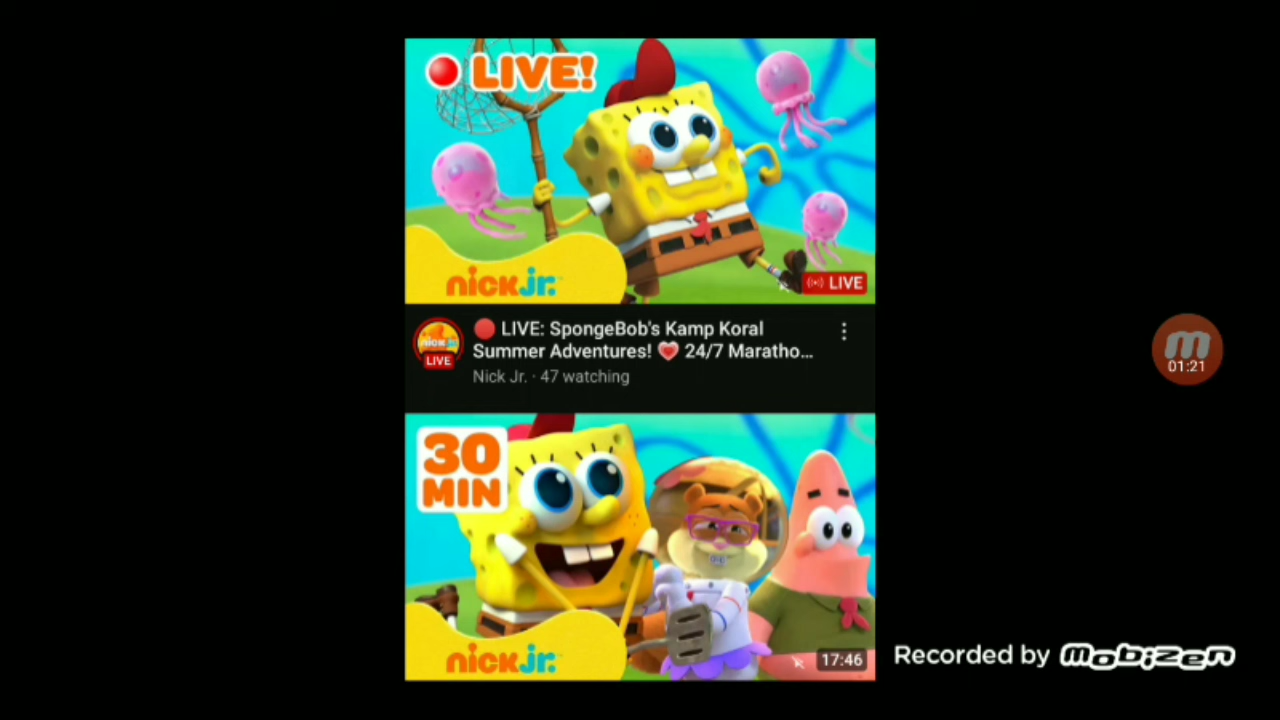 LIVE!
nick jr.
LIVE
nick jr.
LIVE
🔴 LIVE: SpongeBob's Kamp Koral
Summer Adventures! 💗 24/7 Maratho...
Nick Jr. · 47 watching
01:21
30
MIN
nick jr.
17:46
Recorded by mobizen